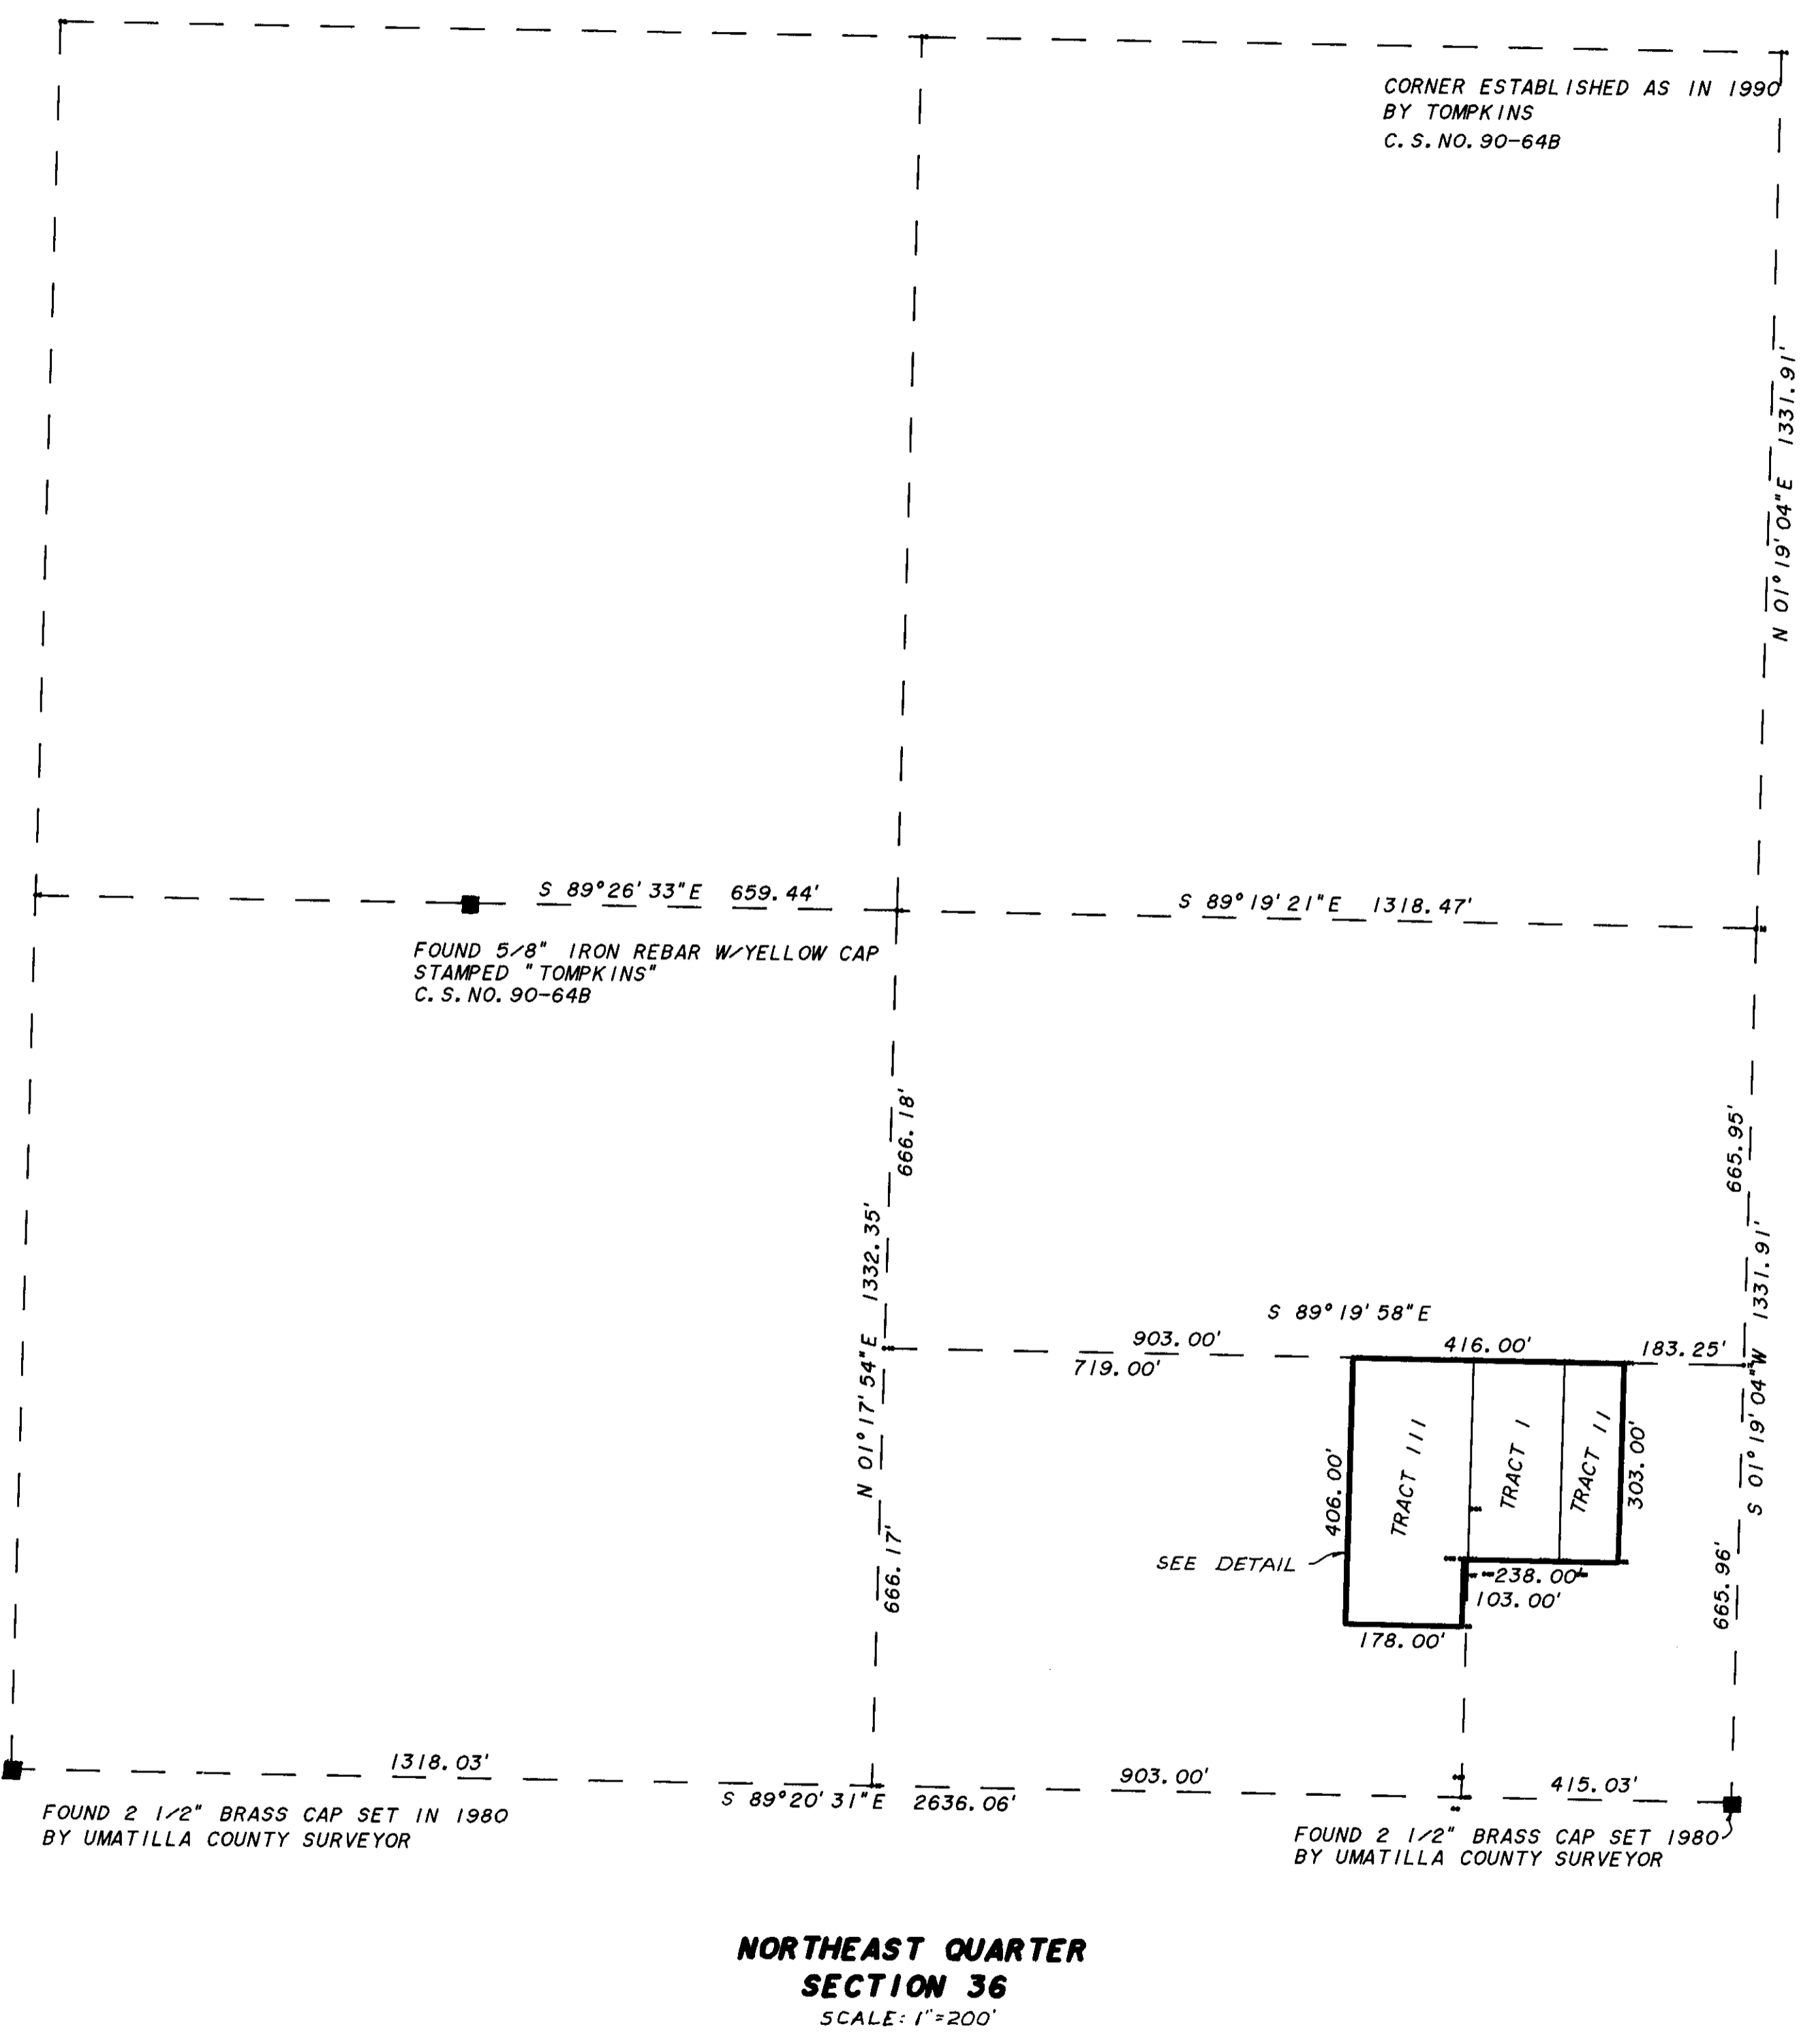 CORNER ESTABLISHED AS IN 1990
BY TOMPKINS
C.S.NO.90-64B
N 01°19'04"E 1331.91'
S 89°26'33"E 659.44'
S 89°19'21"E 1318.47'
FOUND 5/8" IRON REBAR W/YELLOW CAP
STAMPED "TOMPKINS"
C.S.NO.90-64B
666.18'
665.95'
N 01°17'54"E 1332.35'
S 01°19'04"W 1331.91'
S 89°19'58"E
903.00'
416.00'
183.25'
719.00'
TRACT III
TRACT I
TRACT II
406.00'
303.00'
SEE DETAIL
238.00'
103.00'
666.17'
665.96'
178.00'
1318.03'
903.00'
415.03'
S 89°20'31"E 2636.06'
FOUND 2 1/2" BRASS CAP SET IN 1980
BY UMATILLA COUNTY SURVEYOR
FOUND 2 1/2" BRASS CAP SET 1980
BY UMATILLA COUNTY SURVEYOR
NORTHEAST QUARTER
SECTION 36
SCALE: 1"=200'